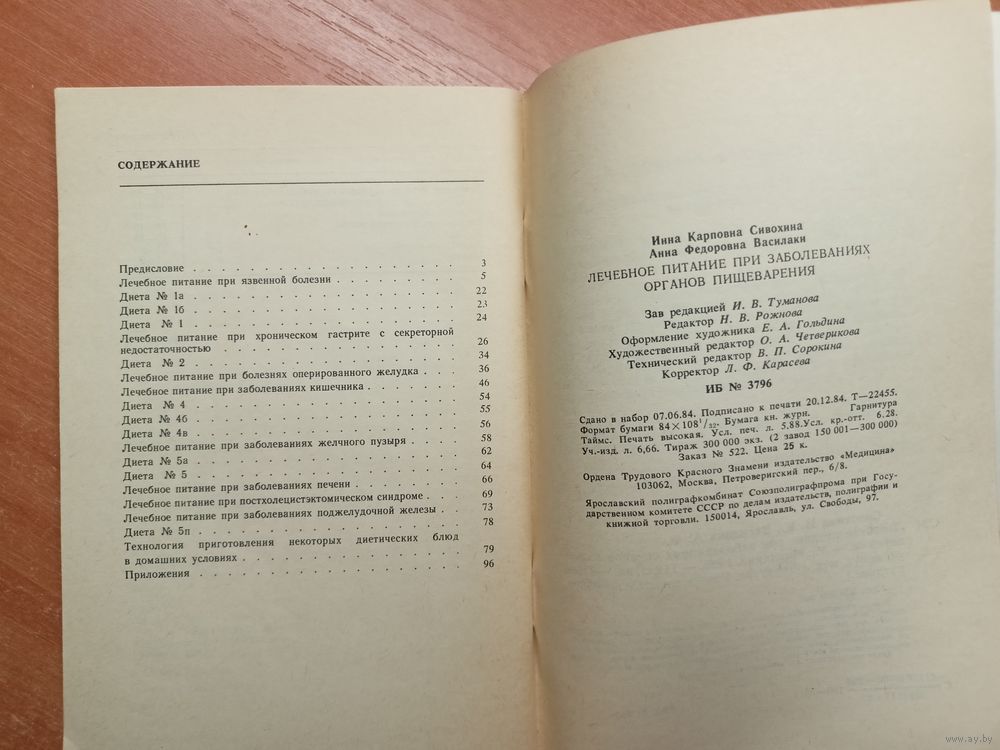 СОДЕРЖАНИЕ
Предисловие . . . . . . . . . . . . . . . . . . . 3
Лечебное питание при язвенной болезни . . . . . . . . . 5
Диета № 1а . . . . . . . . . . . . . . . . . . . 22
Диета № 1б . . . . . . . . . . . . . . . . . . . 23
Диета № 1 . . . . . . . . . . . . . . . . . . . 24
Лечебное питание при хроническом гастрите с секреторной
недостаточностью . . . . . . . . . . . . . . . . . 26
Диета № 2 . . . . . . . . . . . . . . . . . . . 34
Лечебное питание при болезнях оперированного желудка . . . 36
Лечебное питание при заболеваниях кишечника . . . . . . . 46
Диета № 4 . . . . . . . . . . . . . . . . . . . 54
Диета № 4б . . . . . . . . . . . . . . . . . . . 55
Диета № 4в . . . . . . . . . . . . . . . . . . . 56
Лечебное питание при заболеваниях желчного пузыря . . . . 58
Диета № 5а . . . . . . . . . . . . . . . . . . . 62
Диета № 5 . . . . . . . . . . . . . . . . . . . 64
Лечебное питание при заболеваниях печени . . . . . . . . 66
Лечебное питание при постхолецистэктомическом синдроме . . 69
Лечебное питание при заболеваниях поджелудочной железы . . 73
Диета № 5п . . . . . . . . . . . . . . . . . . . 78
Технология приготовления некоторых диетических блюд
в домашних условиях . . . . . . . . . . . . . . . . 79
Приложения . . . . . . . . . . . . . . . . . . . 96
Инна Карповна Сивохина
Анна Федоровна Василаки
ЛЕЧЕБНОЕ ПИТАНИЕ ПРИ ЗАБОЛЕВАНИЯХ
ОРГАНОВ ПИЩЕВАРЕНИЯ
Зав редакцией И. В. Туманова
Редактор Н. В. Рожнова
Оформление художника Е. А. Гольдина
Художественный редактор О. А. Четверикова
Технический редактор В. П. Сорокина
Корректор Л. Ф. Карасева
ИБ № 3796
Сдано в набор 07.06.84. Подписано к печати 20.12.84. Т—22455.
Формат бумаги 84×108¹/₃₂. Бумага кн. журн. Гарнитура
Таймс. Печать высокая. Усл. печ. л. 5.88.Усл. кр.-отт. 6.28.
Уч.-изд. л. 6,66. Тираж 300 000 экз. (2 завод 150 001—300 000)
Заказ № 522. Цена 25 к.
Ордена Трудового Красного Знамени издательство «Медицина»
103062, Москва, Петроверигский пер., 6/8.
Ярославский полиграфкомбинат Союзполиграфпрома при Госу-
дарственном комитете СССР по делам издательств, полиграфии и
книжной торговли. 150014, Ярославль, ул. Свободы, 97.
www.ay.by